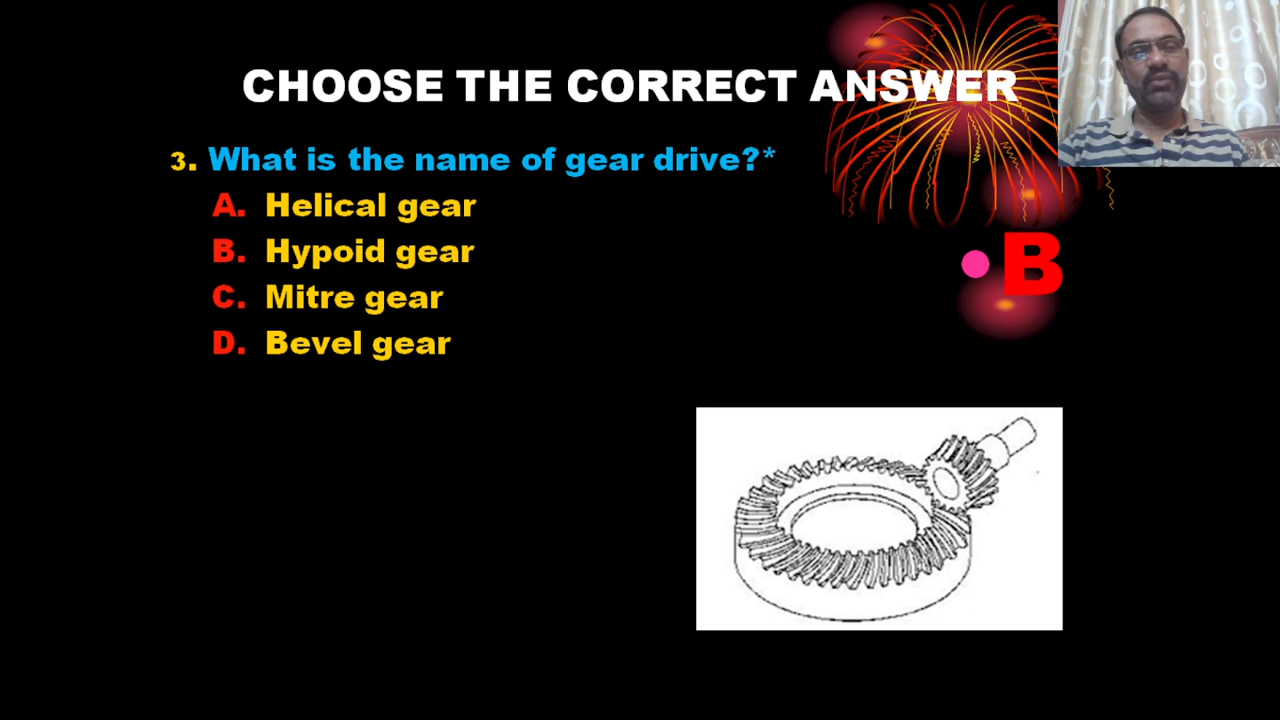 CHOOSE THE CORRECT ANSWER
3. What is the name of gear drive?*
A. Helical gear
B. Hypoid gear
C. Mitre gear
D. Bevel gear
• B